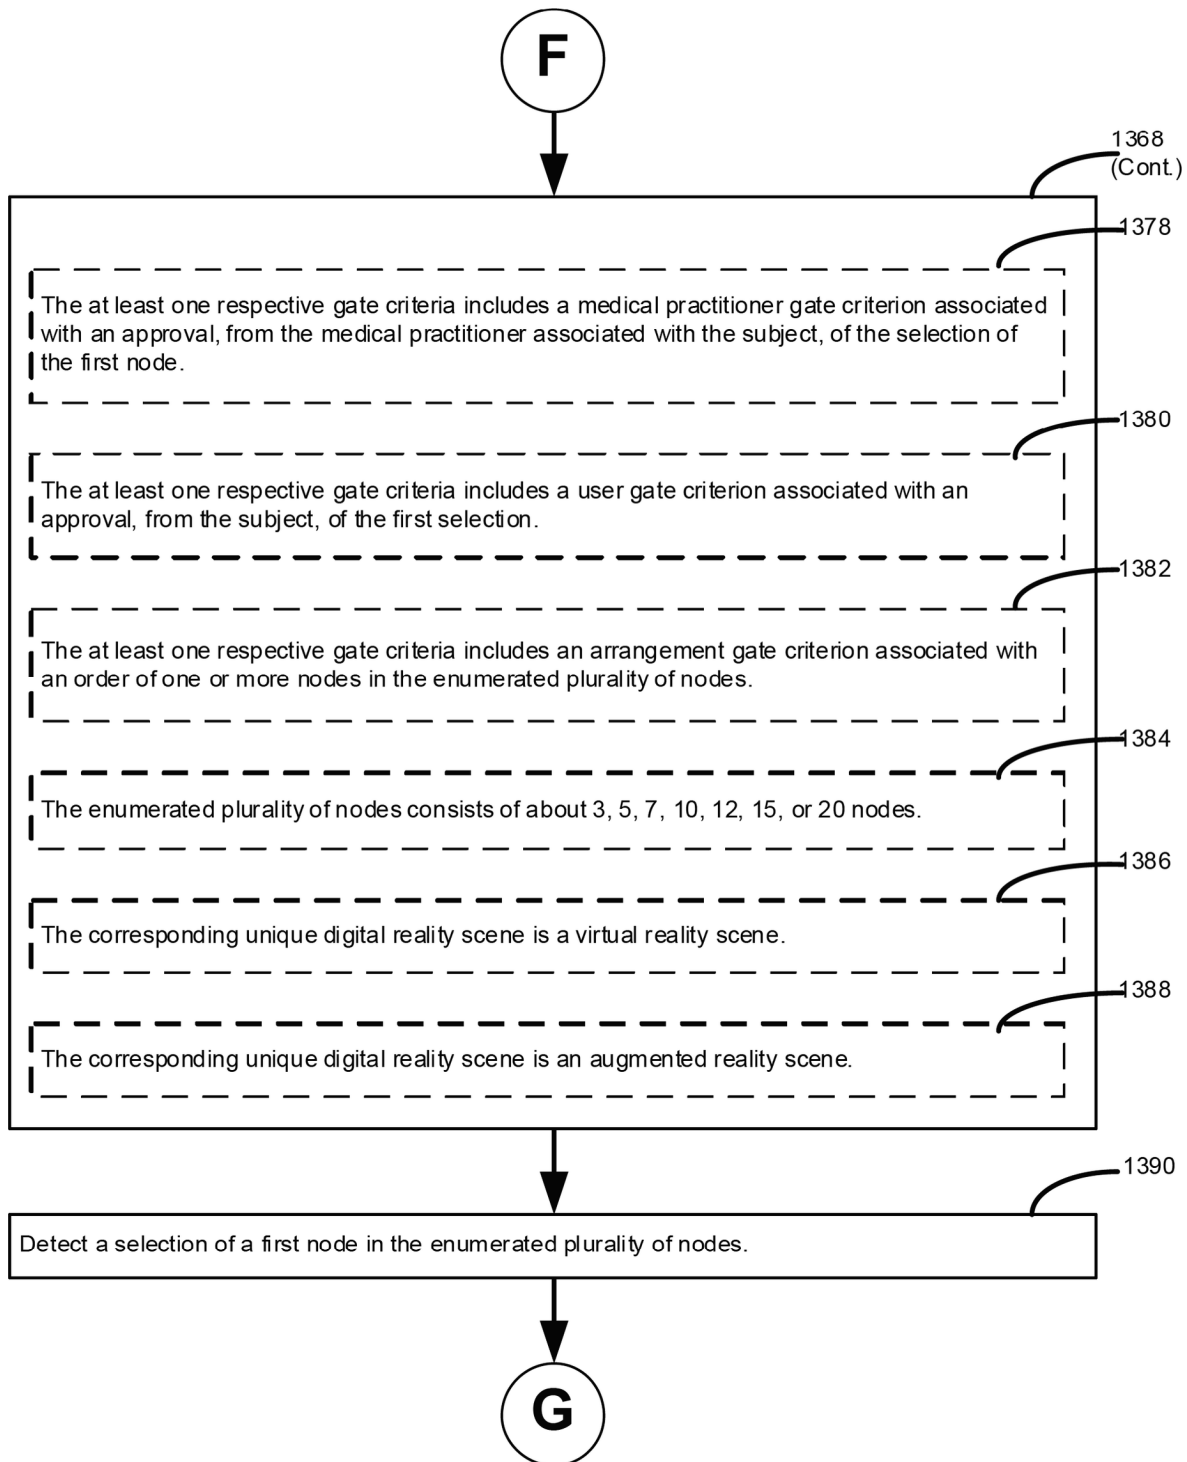 F
1368
(Cont.)
1378
The at least one respective gate criteria includes a medical practitioner gate criterion associated
with an approval, from the medical practitioner associated with the subject, of the selection of
the first node.
1380
The at least one respective gate criteria includes a user gate criterion associated with an
approval, from the subject, of the first selection.
1382
The at least one respective gate criteria includes an arrangement gate criterion associated with
an order of one or more nodes in the enumerated plurality of nodes.
1384
The enumerated plurality of nodes consists of about 3, 5, 7, 10, 12, 15, or 20 nodes.
1386
The corresponding unique digital reality scene is a virtual reality scene.
1388
The corresponding unique digital reality scene is an augmented reality scene.
1390
Detect a selection of a first node in the enumerated plurality of nodes.
G